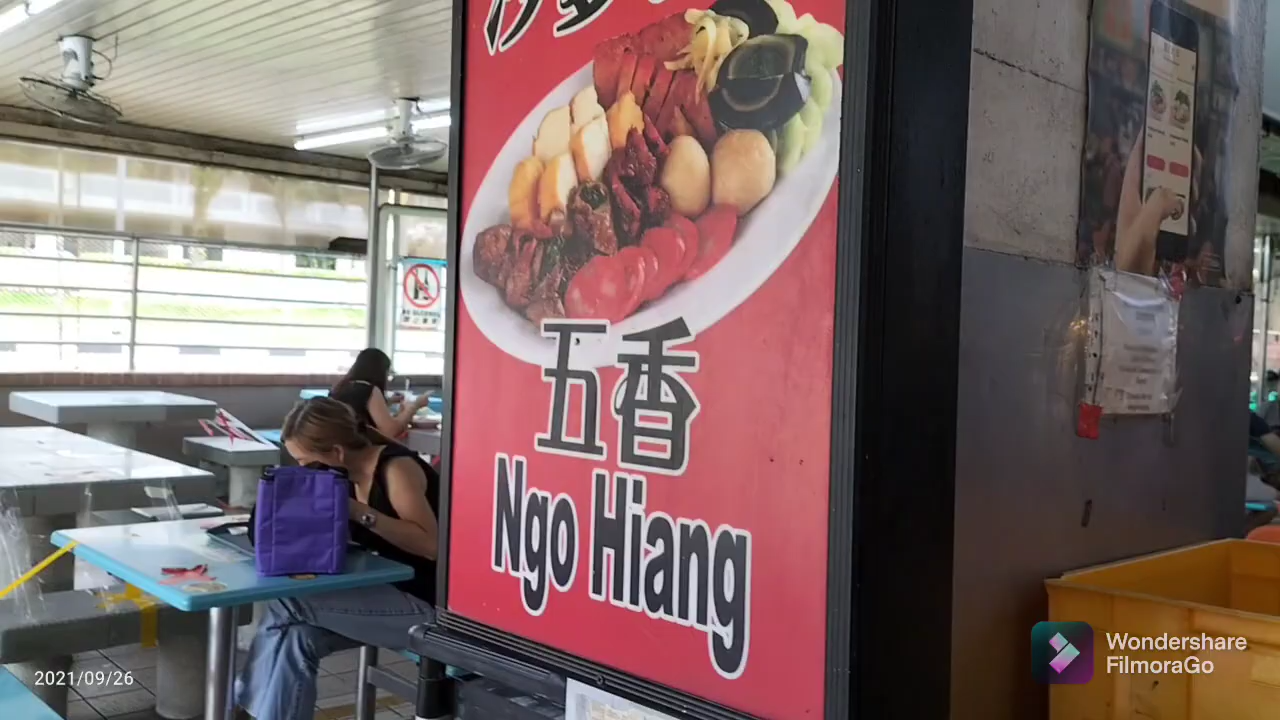 五香
Ngo Hiang
2021/09/26
Wondershare
FilmoraGo